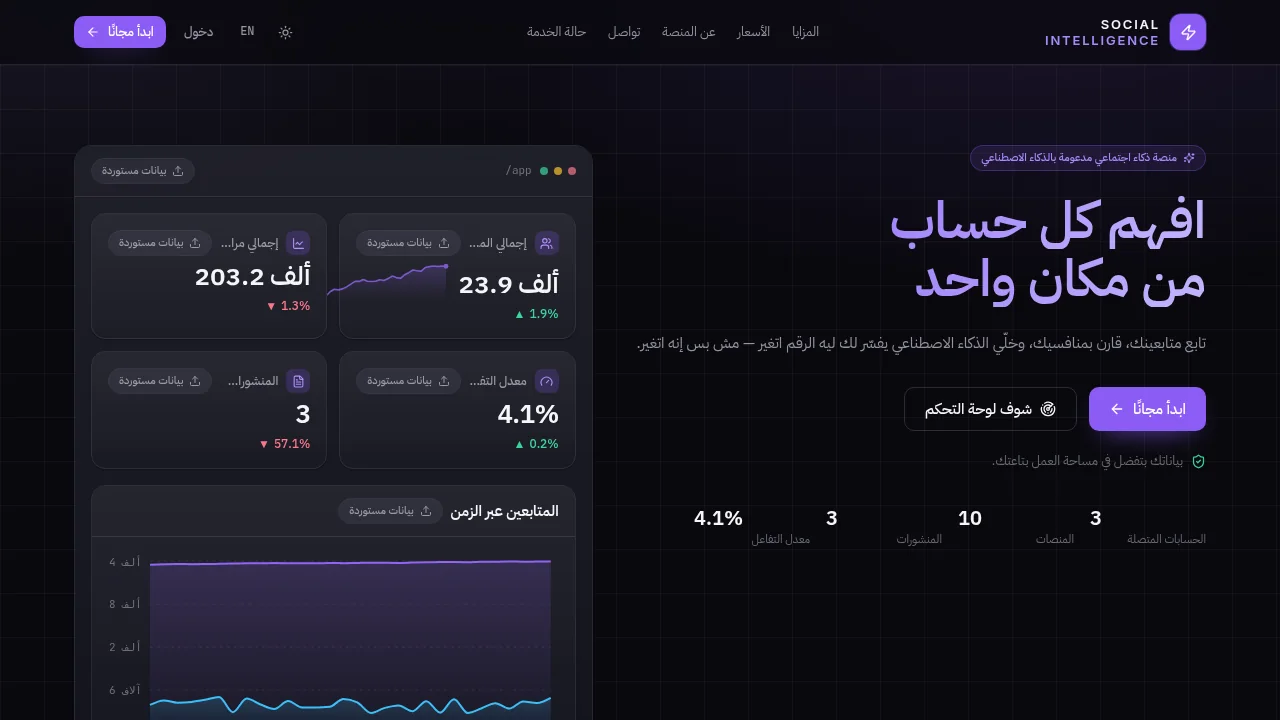 SOCIAL
INTELLIGENCE
المزايا
الأسعار
عن المنصة
تواصل
حالة الخدمة
EN
دخول
ابدأ مجانًا
منصة ذكاء اجتماعي مدعومة بالذكاء الاصطناعي
افهم كل حساب
من مكان واحد
تابع متابعينك، قارن بمنافسيك، وخلّي الذكاء الاصطناعي يفسّر لك ليه الرقم اتغير — مش بس إنه اتغير.
ابدأ مجانًا
شوف لوحة التحكم
بياناتك بتفضل في مساحة العمل بتاعتك.
3 10 3 4.1%
الحسابات المتصلة المنصات المنشورات معدل التفاعل
/app
بيانات مستوردة
إجمالي الم...
بيانات مستوردة
23.9 ألف
▲ 1.9%
إجمالي مرا...
بيانات مستوردة
203.2 ألف
▼ 1.3%
معدل التفـ...
بيانات مستوردة
4.1%
▲ 0.2%
المنشورا...
بيانات مستوردة
3
▼ 57.1%
المتابعين عبر الزمن
بيانات مستوردة
4 ألف
8 ألف
2 ألف
6 آلاف